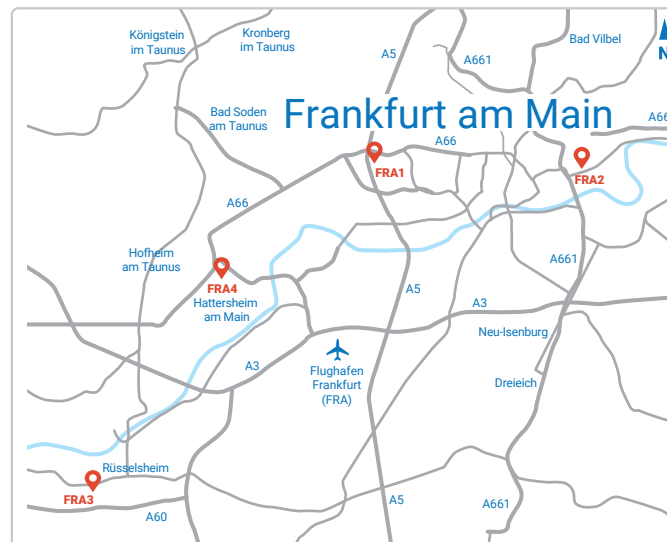 Königstein
im Taunus
Kronberg
im Taunus
A5
A661
Bad Vilbel
N
Bad Soden
am Taunus
Frankfurt am Main
A66
A66
FRA1
FRA2
A66
Hofheim
am Taunus
A661
FRA4
Hattersheim
am Main
A5
A3
Neu-Isenburg
A3
Flughafen
Frankfurt
(FRA)
Dreieich
Rüsselsheim
FRA3
A5
A661
A60